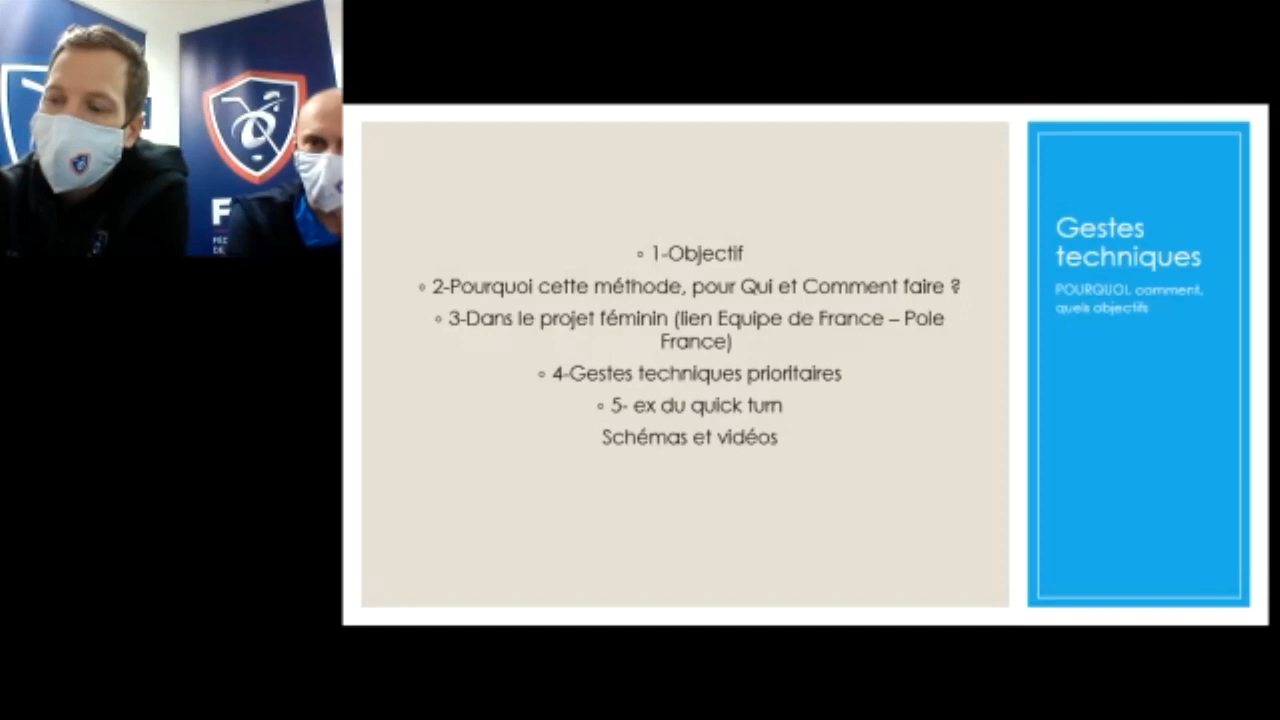 ◦ 1-Objectif
◦ 2-Pourquoi cette méthode, pour Qui et Comment faire ?
◦ 3-Dans le projet féminin (lien Equipe de France – Pole
France)
◦ 4-Gestes techniques prioritaires
◦ 5- ex du quick turn
Schémas et vidéos
Gestes
techniques
POURQUOI, comment,
quels objectifs
F
FÉD
DE